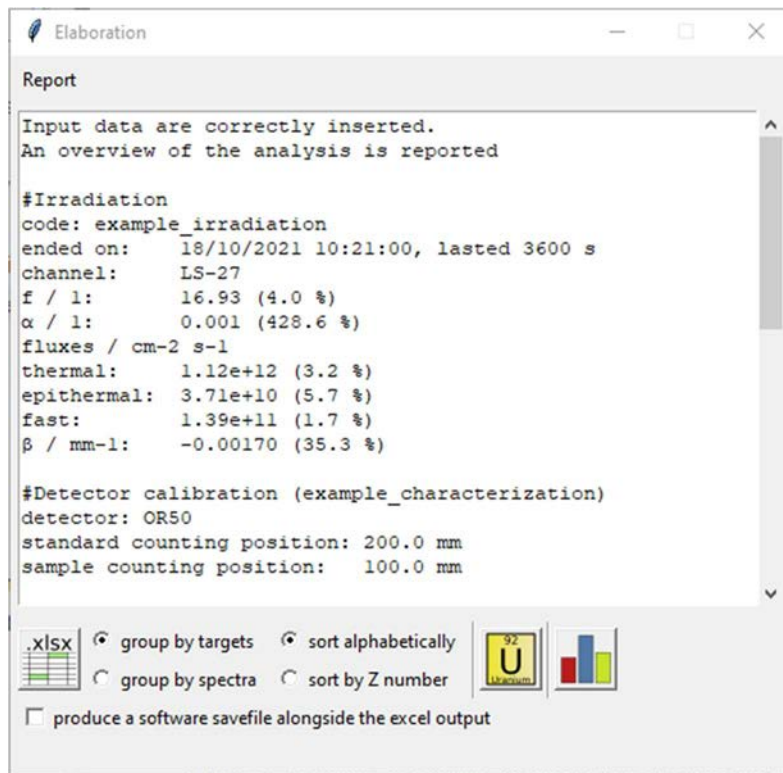 Elaboration
Report
Input data are correctly inserted.
An overview of the analysis is reported
#Irradiation
code: example_irradiation
ended on: 18/10/2021 10:21:00, lasted 3600 s
channel: LS-27
f / 1: 16.93 (4.0 %)
α / 1: 0.001 (428.6 %)
fluxes / cm-2 s-1
thermal: 1.12e+12 (3.2 %)
epithermal: 3.71e+10 (5.7 %)
fast: 1.39e+11 (1.7 %)
β / mm-1: -0.00170 (35.3 %)
#Detector calibration (example_characterization)
detector: OR50
standard counting position: 200.0 mm
sample counting position: 100.0 mm
.xlsx
group by targets
sort alphabetically
92
U
Uranium
group by spectra
sort by Z number
produce a software savefile alongside the excel output